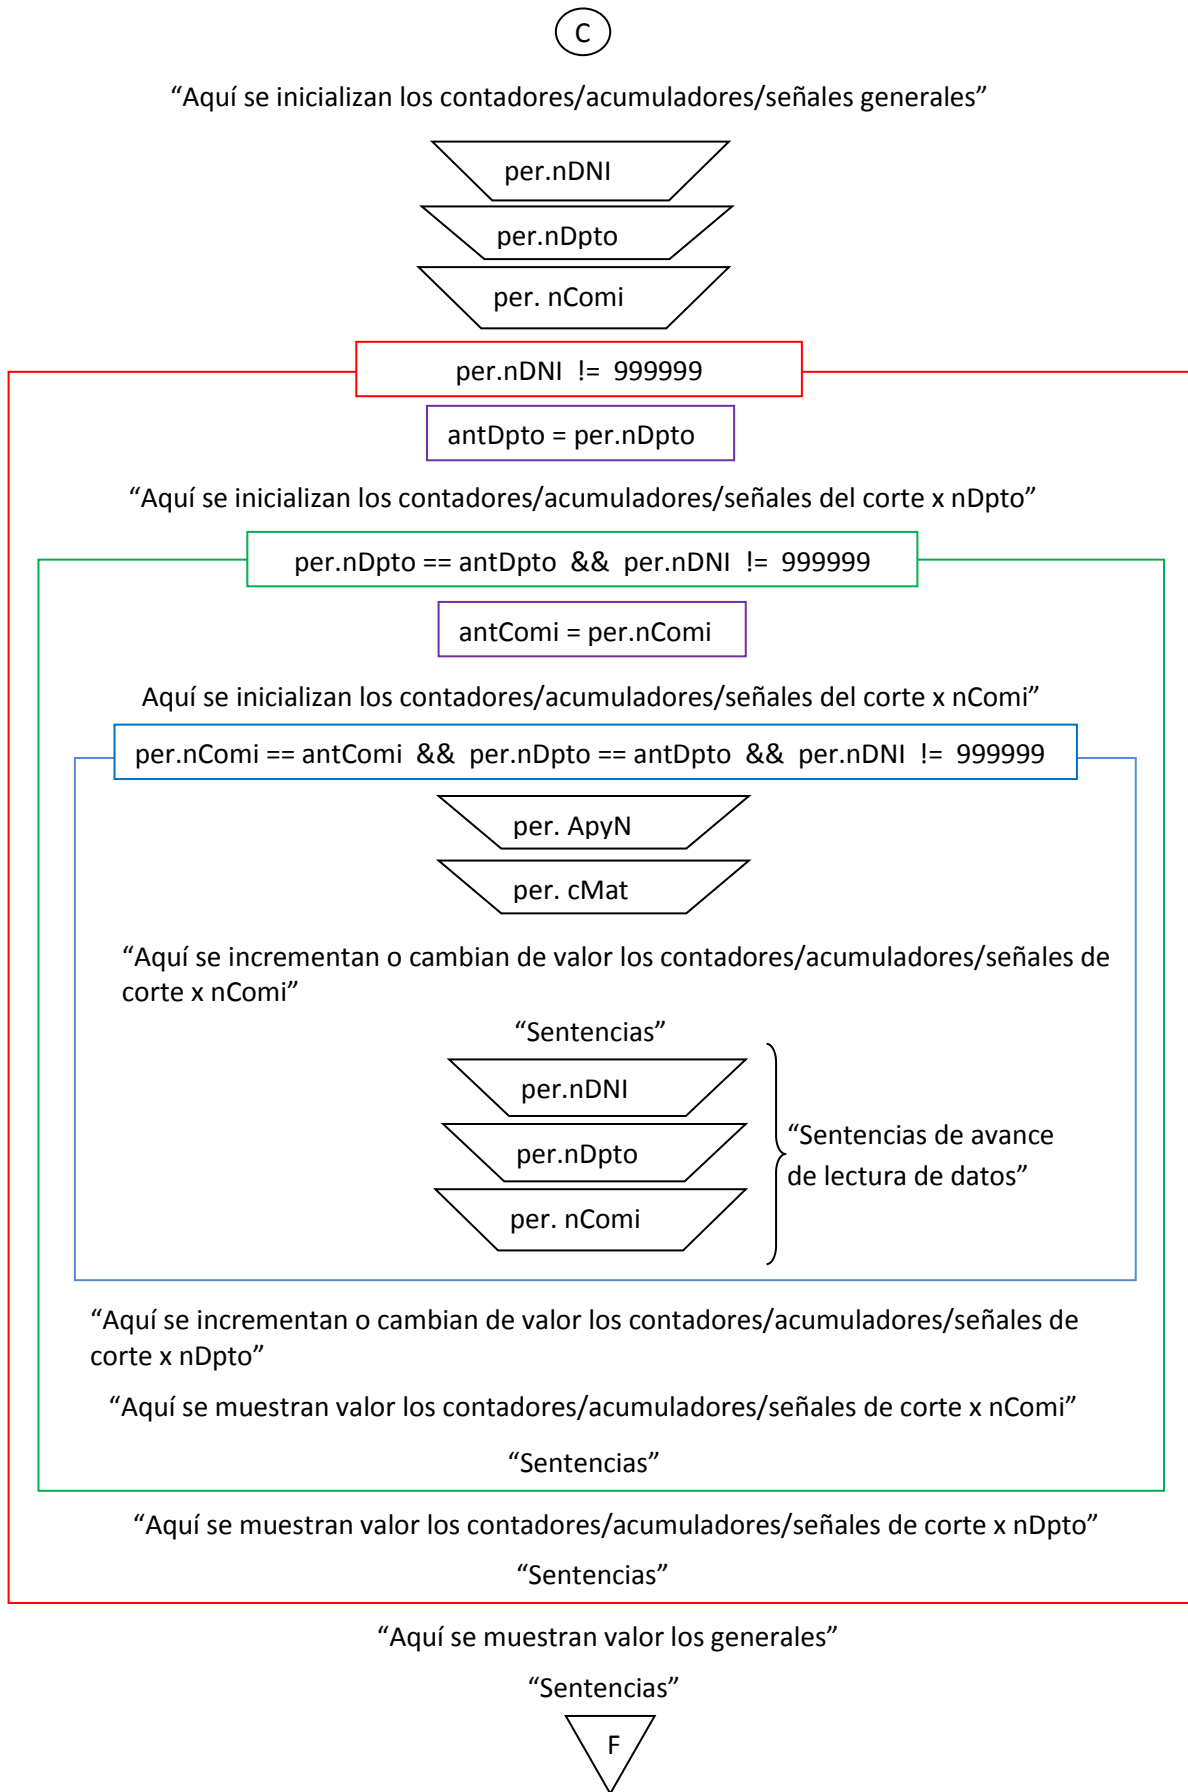 C
“Aquí se inicializan los contadores/acumuladores/señales generales”
per.nDNI
per.nDpto
per. nComi
per.nDNI != 999999
antDpto = per.nDpto
“Aquí se inicializan los contadores/acumuladores/señales del corte x nDpto”
per.nDpto == antDpto && per.nDNI != 999999
antComi = per.nComi
Aquí se inicializan los contadores/acumuladores/señales del corte x nComi”
per.nComi == antComi && per.nDpto == antDpto && per.nDNI != 999999
per. ApyN
per. cMat
“Aquí se incrementan o cambian de valor los contadores/acumuladores/señales de
corte x nComi”
“Sentencias”
per.nDNI
per.nDpto
per. nComi
“Sentencias de avance
de lectura de datos”
“Aquí se incrementan o cambian de valor los contadores/acumuladores/señales de
corte x nDpto”
“Aquí se muestran valor los contadores/acumuladores/señales de corte x nComi”
“Sentencias”
“Aquí se muestran valor los contadores/acumuladores/señales de corte x nDpto”
“Sentencias”
“Aquí se muestran valor los generales”
“Sentencias”
F